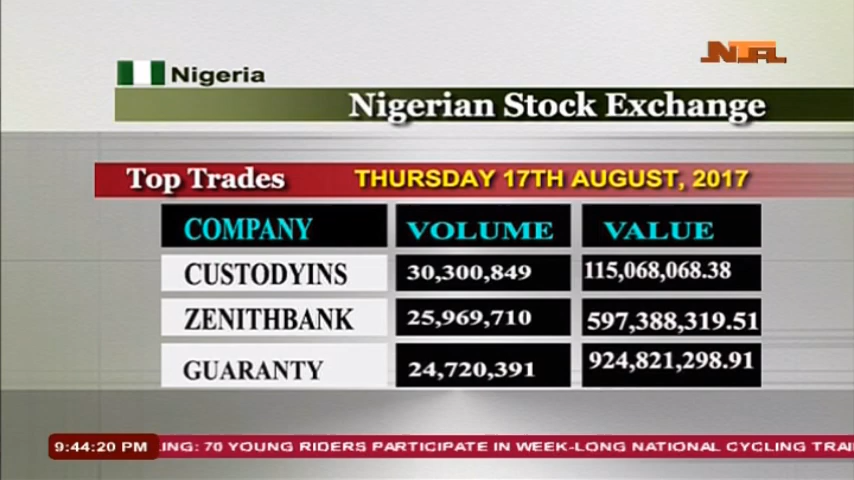 NTA
Nigeria
Nigerian Stock Exchange
Top Trades THURSDAY 17TH AUGUST, 2017
COMPANY VOLUME VALUE
CUSTODYINS 30,300,849 115,068,068.38
ZENITHBANK 25,969,710 597,388,319.51
GUARANTY 24,720,391 924,821,298.91
9:44:20 PM ING: 70 YOUNG RIDERS PARTICIPATE IN WEEK-LONG NATIONAL CYCLING TRAI